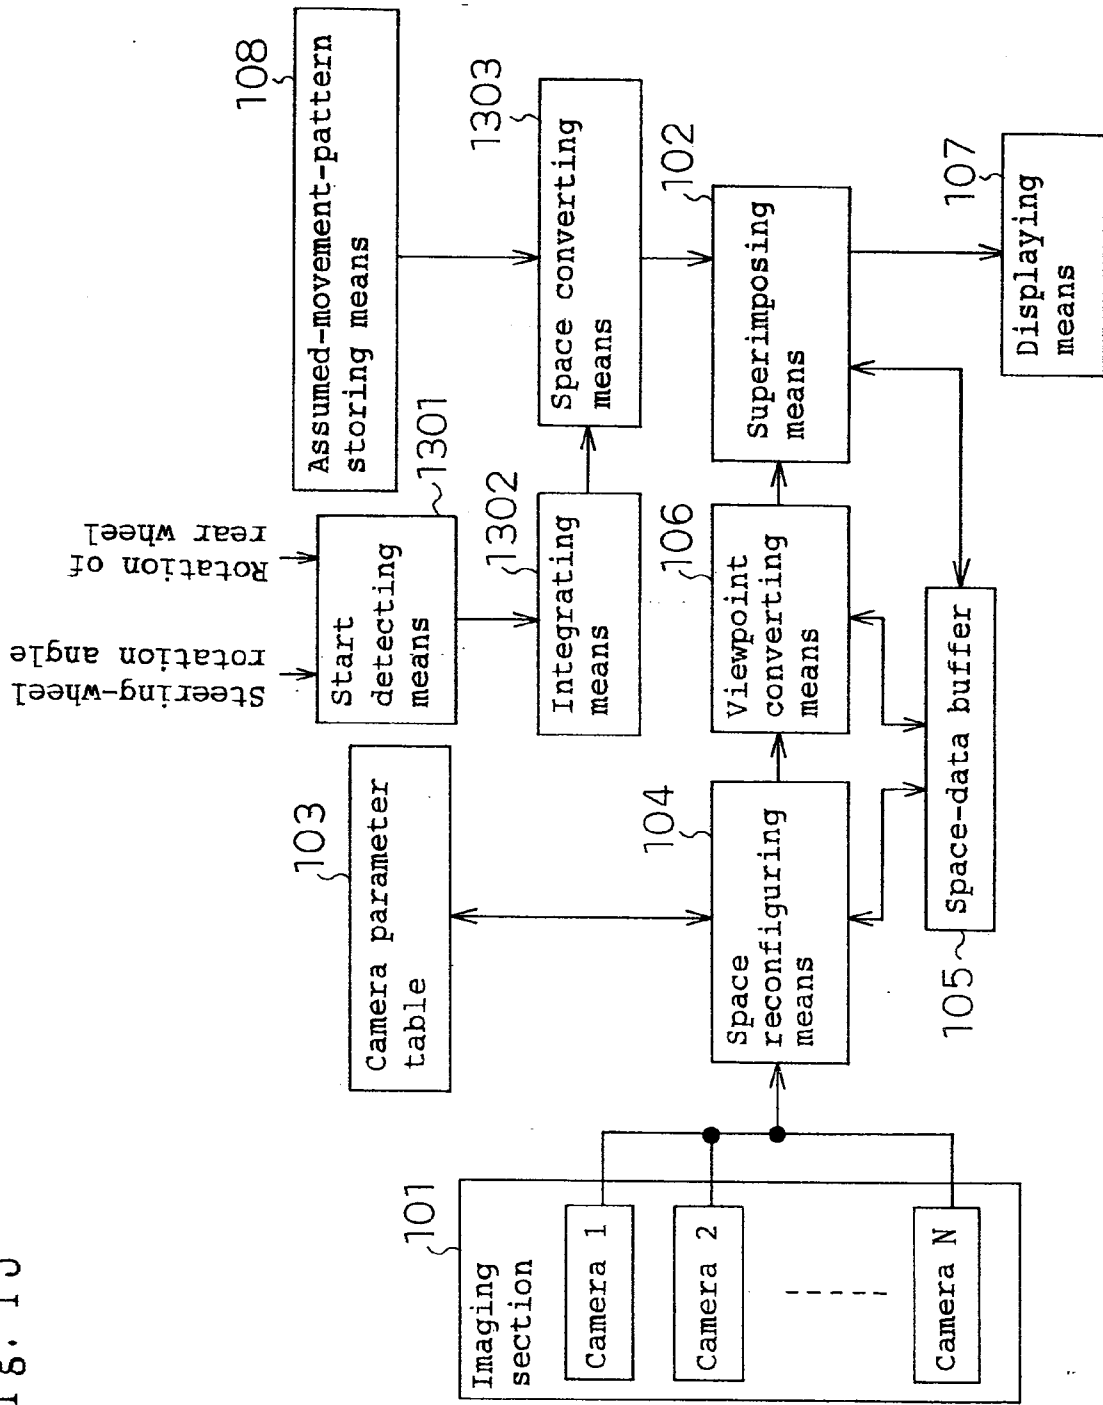 Steering-wheel
rotation angle
Rotation of
rear wheel
108
Assumed-movement-pattern
storing means
103
Camera parameter
table
1301
Start
detecting
means
101
Imaging
section
Camera 1
Camera 2
Camera N
1302
Integrating
means
1303
Space converting
means
104
Space
reconfiguring
means
106
Viewpoint
converting
means
102
Superimposing
means
105
Space-data buffer
107
Displaying
means